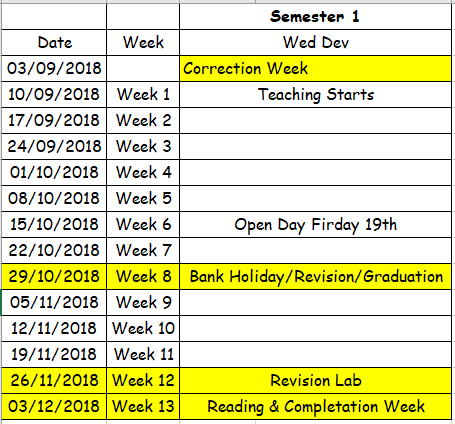 Semester 1
Date Week Wed Dev
03/09/2018 Correction Week
10/09/2018 Week 1 Teaching Starts
17/09/2018 Week 2
24/09/2018 Week 3
01/10/2018 Week 4
08/10/2018 Week 5
15/10/2018 Week 6 Open Day Firday 19th
22/10/2018 Week 7
29/10/2018 Week 8 Bank Holiday/Revision/Graduation
05/11/2018 Week 9
12/11/2018 Week 10
19/11/2018 Week 11
26/11/2018 Week 12 Revision Lab
03/12/2018 Week 13 Reading & Completation Week